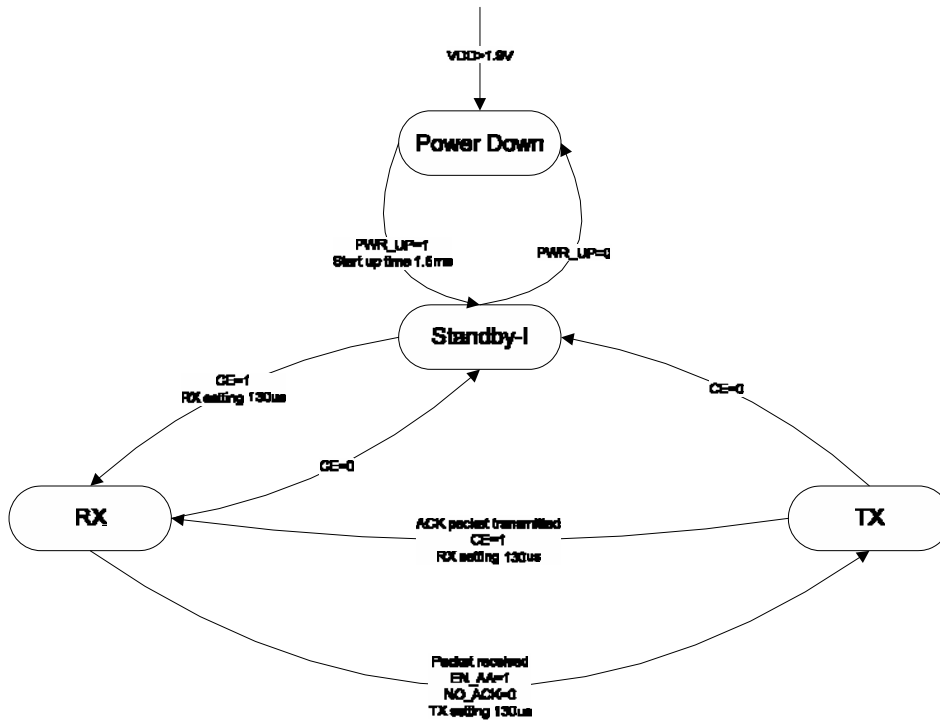 VDD>1.9V
Power Down
PWR_UP=1
Start up time 1.5ms
PWR_UP=0
Standby-I
CE=1
RX setting 130us
CE=0
CE=0
RX
ACK packet transmitted
CE=1
RX setting 130us
TX
Packet received
EN_AA=1
NO_ACK=0
TX setting 130us